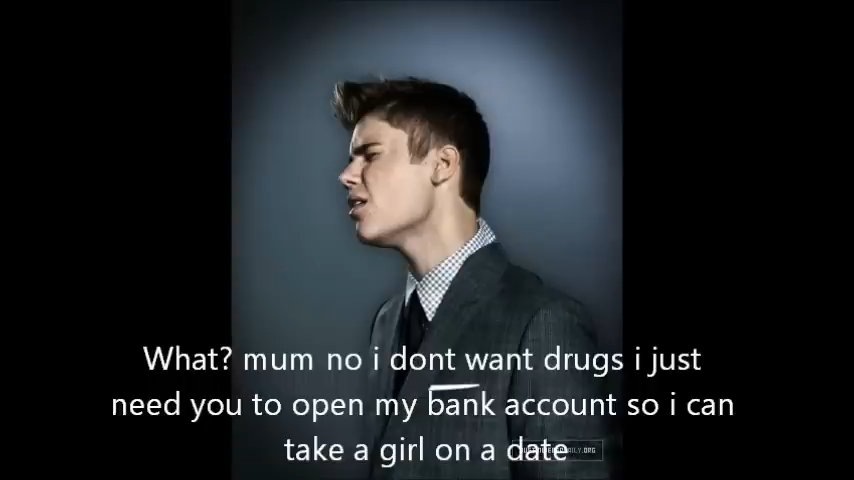 What? mum no i dont want drugs i just
need you to open my bank account so i can
take a girl on a date